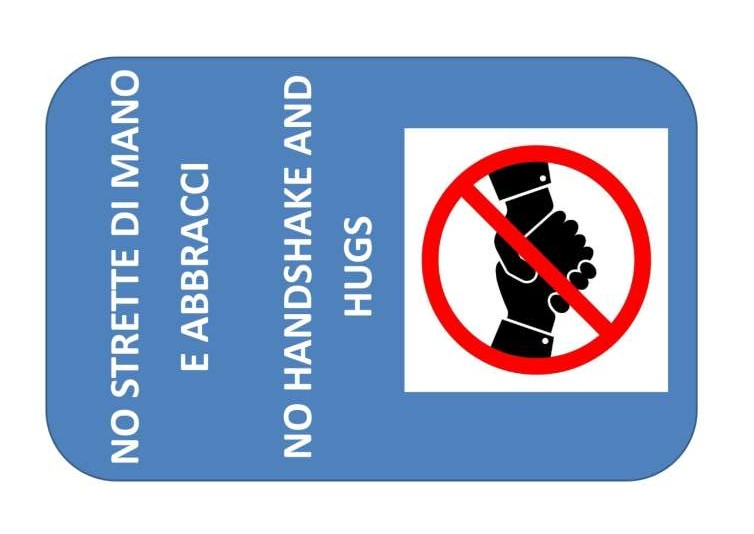 NO STRETTE DI MANO
E ABBRACCI
NO HANDSHAKE AND
HUGS